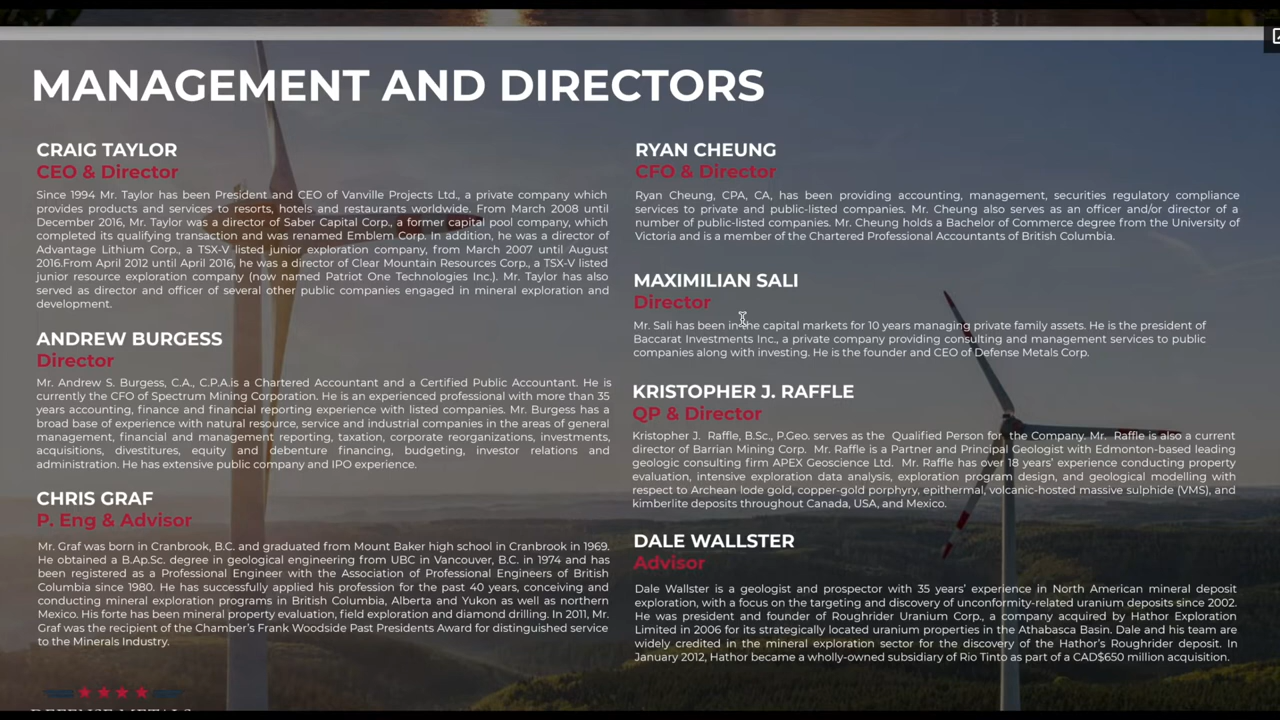 MANAGEMENT AND DIRECTORS
CRAIG TAYLOR
CEO & Director
Since 1994 Mr. Taylor has been President and CEO of Vanville Projects Ltd., a private company which
provides products and services to resorts, hotels and restaurants worldwide. From March 2008 until
December 2016, Mr. Taylor was a director of Saber Capital Corp., a former capital pool company, which
completed its qualifying transaction and was renamed Emblem Corp. In addition, he was a director of
Advantage Lithium Corp., a TSX-V listed junior exploration company, from March 2007 until August
2016.From April 2012 until April 2016, he was a director of Clear Mountain Resources Corp., a TSX-V listed
junior resource exploration company (now named Patriot One Technologies Inc.). Mr. Taylor has also
served as director and officer of several other public companies engaged in mineral exploration and
development.
ANDREW BURGESS
Director
Mr. Andrew S. Burgess, C.A., C.P.A.is a Chartered Accountant and a Certified Public Accountant. He is
currently the CFO of Spectrum Mining Corporation. He is an experienced professional with more than 35
years accounting, finance and financial reporting experience with listed companies. Mr. Burgess has a
broad base of experience with natural resource, service and industrial companies in the areas of general
management, financial and management reporting, taxation, corporate reorganizations, investments,
acquisitions, divestitures, equity and debenture financing, budgeting, investor relations and
administration. He has extensive public company and IPO experience.
CHRIS GRAF
P. Eng & Advisor
Mr. Graf was born in Cranbrook, B.C. and graduated from Mount Baker high school in Cranbrook in 1969.
He obtained a B.Ap.Sc. degree in geological engineering from UBC in Vancouver, B.C. in 1974 and has
been registered as a Professional Engineer with the Association of Professional Engineers of British
Columbia since 1980. He has successfully applied his profession for the past 40 years, conceiving and
conducting mineral exploration programs in British Columbia, Alberta and Yukon as well as northern
Mexico. His forte has been mineral property evaluation, field exploration and diamond drilling. In 2011, Mr.
Graf was the recipient of the Chamber's Frank Woodside Past Presidents Award for distinguished service
to the Minerals Industry.
RYAN CHEUNG
CFO & Director
Ryan Cheung, CPA, CA, has been providing accounting, management, securities regulatory compliance
services to private and public-listed companies. Mr. Cheung also serves as an officer and/or director of a
number of public-listed companies. Mr. Cheung holds a Bachelor of Commerce degree from the University of
Victoria and is a member of the Chartered Professional Accountants of British Columbia.
MAXIMILIAN SALI
Director
Mr. Sali has been in the capital markets for 10 years managing private family assets. He is the president of
Baccarat Investments Inc., a private company providing consulting and management services to public
companies along with investing. He is the founder and CEO of Defense Metals Corp.
KRISTOPHER J. RAFFLE
QP & Director
Kristopher J. Raffle, B.Sc., P.Geo. serves as the Qualified Person for the Company. Mr. Raffle is also a current
director of Barrian Mining Corp. Mr. Raffle is a Partner and Principal Geologist with Edmonton-based leading
geologic consulting firm APEX Geoscience Ltd. Mr. Raffle has over 18 years' experience conducting property
evaluation, intensive exploration data analysis, exploration program design, and geological modelling with
respect to Archean lode gold, copper-gold porphyry, epithermal, volcanic-hosted massive sulphide (VMS), and
kimberlite deposits throughout Canada, USA, and Mexico.
DALE WALLSTER
Advisor
Dale Wallster is a geologist and prospector with 35 years' experience in North American mineral deposit
exploration, with a focus on the targeting and discovery of unconformity-related uranium deposits since 2002.
He was president and founder of Roughrider Uranium Corp., a company acquired by Hathor Exploration
Limited in 2006 for its strategically located uranium properties in the Athabasca Basin. Dale and his team are
widely credited in the mineral exploration sector for the discovery of the Hathor's Roughrider deposit. In
January 2012, Hathor became a wholly-owned subsidiary of Rio Tinto as part of a CAD$650 million acquisition.
DEFENSE METALS